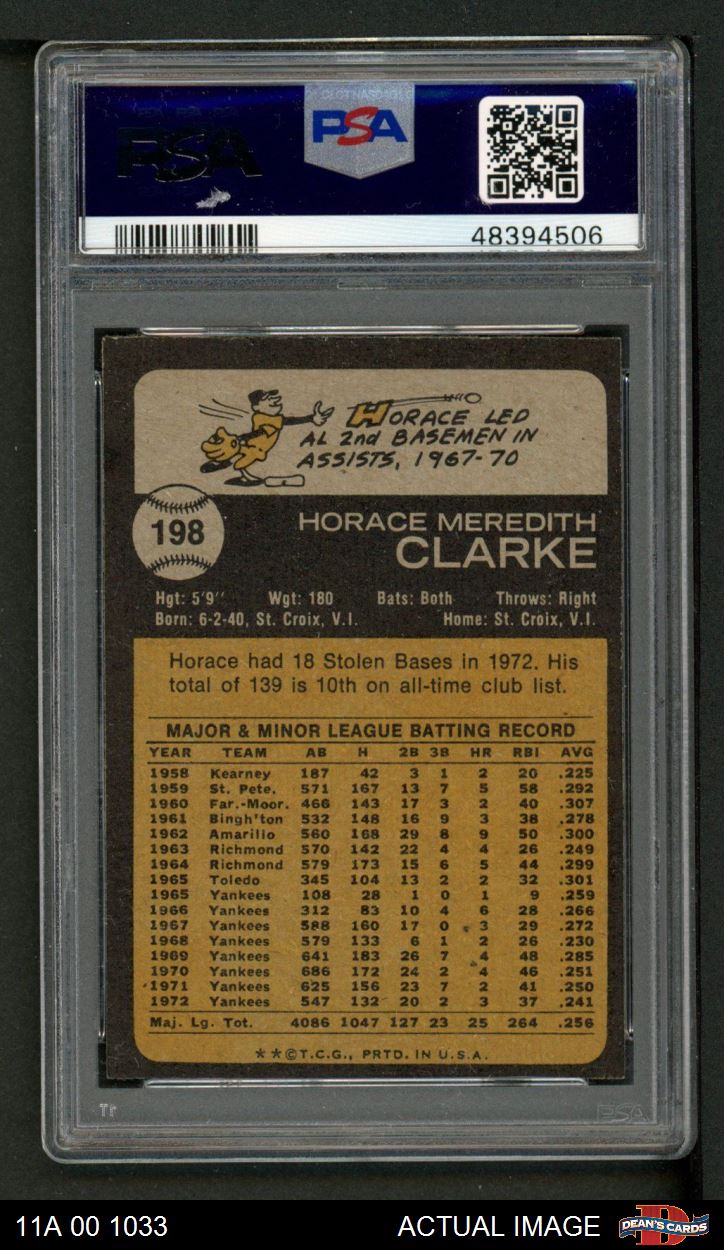 PSA
PSA
48394506
HORACE LED
AL 2nd BASEMEN IN
ASSISTS, 1967-70
198
HORACE MEREDITH
CLARKE
Hgt: 5'9" Wgt: 180 Bats: Both Throws: Right
Born: 6-2-40, St. Croix, V.I. Home: St. Croix, V.I.
Horace had 18 Stolen Bases in 1972. His
total of 139 is 10th on all-time club list.
MAJOR & MINOR LEAGUE BATTING RECORD
YEAR TEAM AB H 2B 3B HR RBI AVG
1958 Kearney 187 42 3 1 2 20 .225
1959 St. Pete. 571 167 13 7 5 58 .292
1960 Far.-Moor. 466 143 17 3 2 40 .307
1961 Bingh'ton 532 148 16 9 3 38 .278
1962 Amarillo 560 168 29 8 9 50 .300
1963 Richmond 570 142 22 4 4 26 .249
1964 Richmond 579 173 15 6 5 44 .299
1965 Toledo 345 104 13 2 2 32 .301
1965 Yankees 108 28 1 0 1 9 .259
1966 Yankees 312 83 10 4 6 28 .266
1967 Yankees 588 160 17 0 3 29 .272
1968 Yankees 579 133 6 1 2 26 .230
1969 Yankees 641 183 26 7 4 48 .285
1970 Yankees 686 172 24 2 4 46 .251
1971 Yankees 625 156 23 7 2 41 .250
1972 Yankees 547 132 20 2 3 37 .241
Maj. Lg. Tot. 4086 1047 127 23 25 264 .256
**©T.C.G., PRTD. IN U.S.A.
PSA
11A 00 1033 ACTUAL IMAGE DEAN'S CARDS